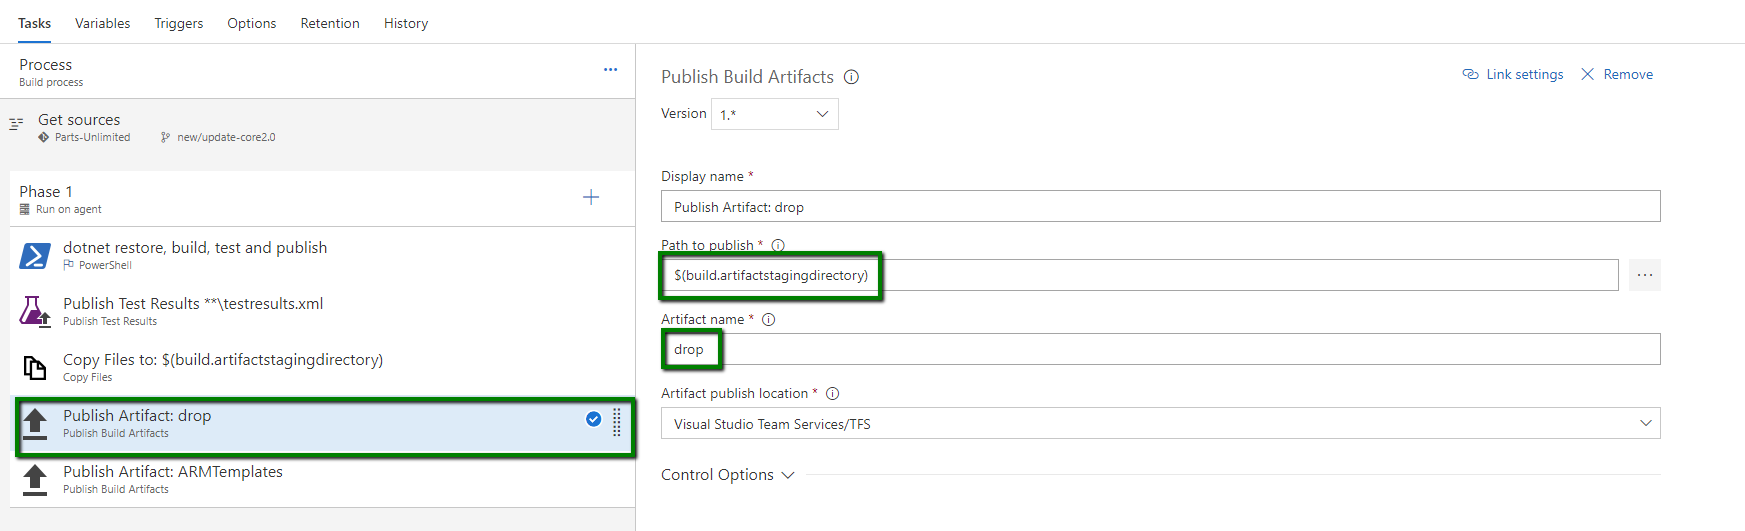 Tasks Variables Triggers Options Retention History
Process
Build process
Get sources
Parts-Unlimited new/update-core2.0
Phase 1
Run on agent
dotnet restore, build, test and publish
PowerShell
Publish Test Results **\testresults.xml
Publish Test Results
Copy Files to: $(build.artifactstagingdirectory)
Copy Files
Publish Artifact: drop
Publish Build Artifacts
Publish Artifact: ARMTemplates
Publish Build Artifacts
Publish Build Artifacts
Link settings Remove
Version 1.*
Display name *
Publish Artifact: drop
Path to publish *
$(build.artifactstagingdirectory)
Artifact name *
drop
Artifact publish location *
Visual Studio Team Services/TFS
Control Options